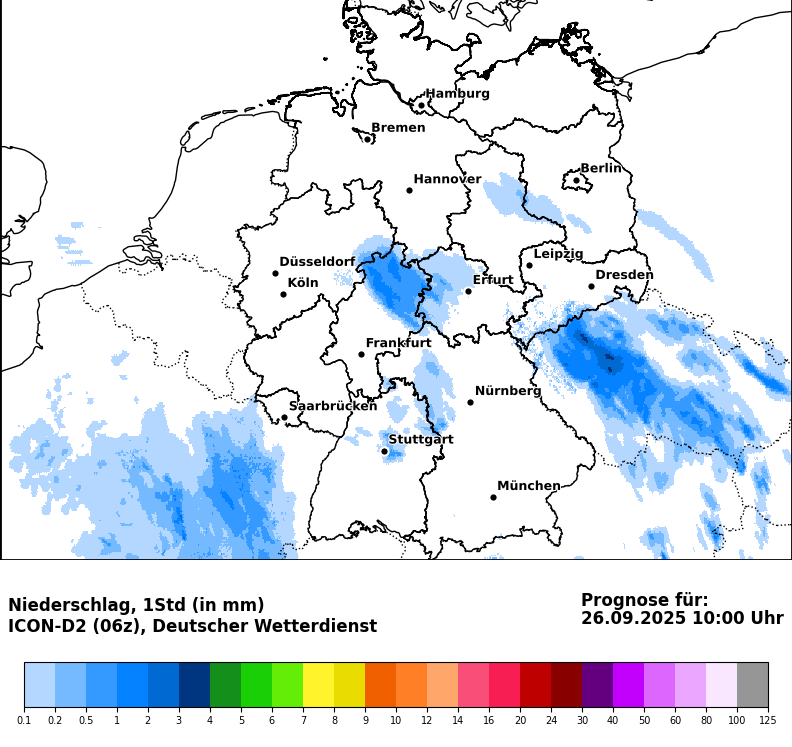 Hamburg
Bremen
Berlin
Hannover
Leipzig
Düsseldorf
Dresden
Köln
Erfurt
Frankfurt
Nürnberg
Saarbrücken
Stuttgart
München
Niederschlag, 1Std (in mm)
ICON-D2 (06z), Deutscher Wetterdienst
Prognose für:
26.09.2025 10:00 Uhr
0.1 0.2 0.5 1 2 3 4 5 6 7 8 9 10 12 14 16 20 24 30 40 50 60 80 100 125